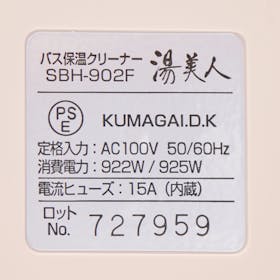 バス保温クリーナー 湯美人
SBH-902F
PS
E
KUMAGAI.D.K
定格入力：AC100V 50/60Hz
消費電力：922W / 925W
電流ヒューズ：15A（内蔵）
ロット
No. 727959